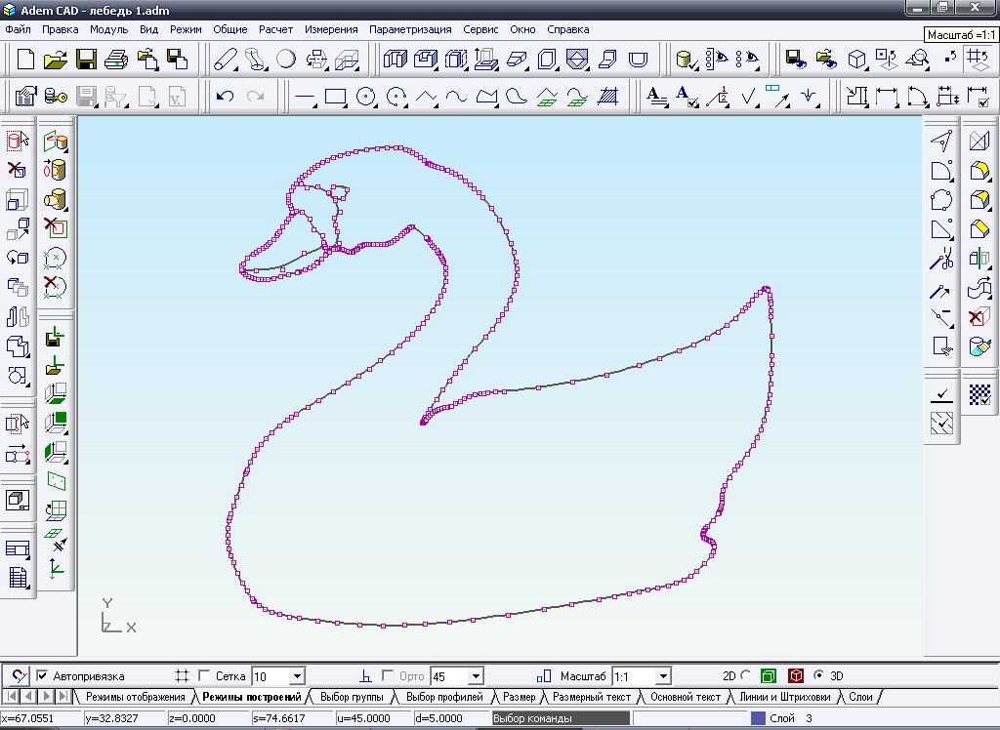 Adem CAD - лебедь 1.adm
Файл Правка Модуль Вид Режим Общие Расчет Измерения Параметризация Сервис Окно Справка
Масштаб =1:1
Y
Z X
Автопривязка Сетка 10 Орто 45 Масштаб 1:1 2D 3D
Режимы отображения Режимы построений Выбор группы Выбор профилей Размер Размерный текст Основной текст Линии и Штриховки Слои
x=67.0551 y=32.8327 z=0.0000 s=74.6617 u=45.0000 d=5.0000 Выбор команды Слой 3